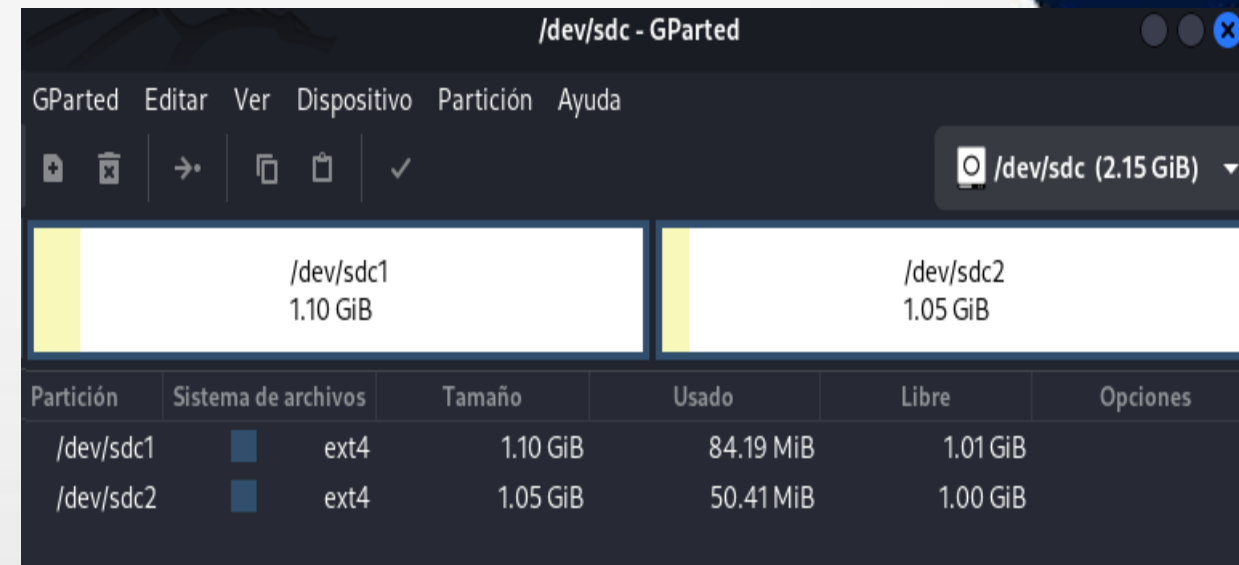 /dev/sdc - GParted
GParted Editar Ver Dispositivo Partición Ayuda
/dev/sdc (2.15 GiB)
/dev/sdc1
1.10 GiB
/dev/sdc2
1.05 GiB
Partición Sistema de archivos Tamaño Usado Libre Opciones
/dev/sdc1 ext4 1.10 GiB 84.19 MiB 1.01 GiB
/dev/sdc2 ext4 1.05 GiB 50.41 MiB 1.00 GiB